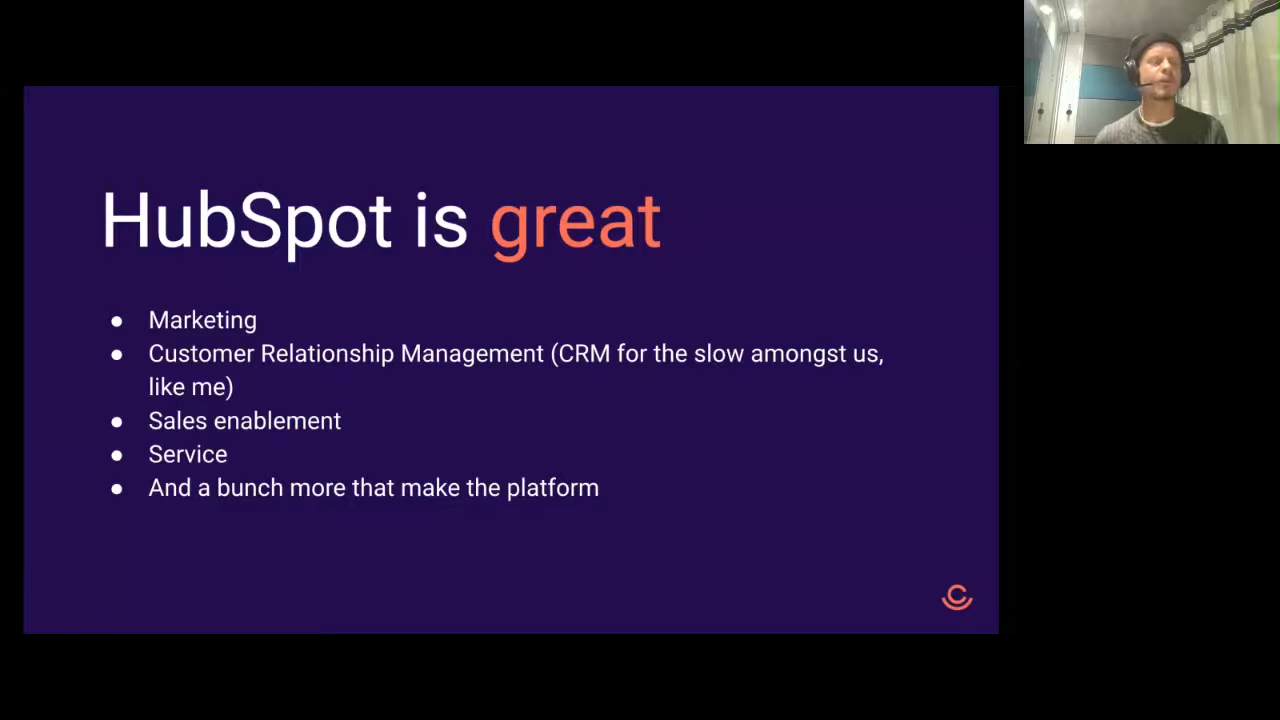 HubSpot is great
● Marketing
● Customer Relationship Management (CRM for the slow amongst us,
like me)
● Sales enablement
● Service
● And a bunch more that make the platform